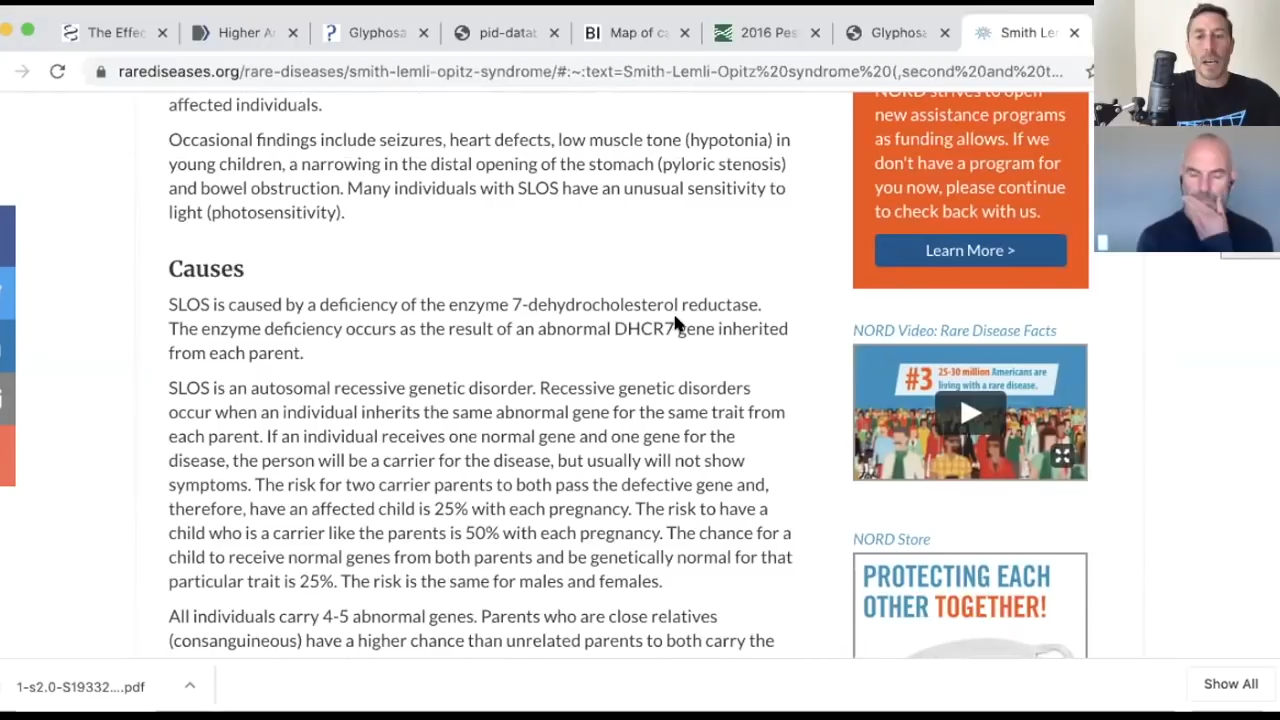 The Effec
Higher Ar
Glyphosa
pid-datab
BI
Map of ca
2016 Pes
Glyphosa
Smith Le
rarediseases.org/rare-diseases/smith-lemli-opitz-syndrome/#:~:text=Smith-Lemli-Opitz%20syndrome%20(,second%20and%20t...
affected individuals.
Occasional findings include seizures, heart defects, low muscle tone (hypotonia) in
young children, a narrowing in the distal opening of the stomach (pyloric stenosis)
and bowel obstruction. Many individuals with SLOS have an unusual sensitivity to
light (photosensitivity).
Causes
SLOS is caused by a deficiency of the enzyme 7-dehydrocholesterol reductase.
The enzyme deficiency occurs as the result of an abnormal DHCR7 gene inherited
from each parent.
SLOS is an autosomal recessive genetic disorder. Recessive genetic disorders
occur when an individual inherits the same abnormal gene for the same trait from
each parent. If an individual receives one normal gene and one gene for the
disease, the person will be a carrier for the disease, but usually will not show
symptoms. The risk for two carrier parents to both pass the defective gene and,
therefore, have an affected child is 25% with each pregnancy. The risk to have a
child who is a carrier like the parents is 50% with each pregnancy. The chance for a
child to receive normal genes from both parents and be genetically normal for that
particular trait is 25%. The risk is the same for males and females.
All individuals carry 4-5 abnormal genes. Parents who are close relatives
(consanguineous) have a higher chance than unrelated parents to both carry the
NORD strives to open
new assistance programs
as funding allows. If we
don't have a program for
you now, please continue
to check back with us.
Learn More >
NORD Video: Rare Disease Facts
#3 25-30 million Americans are
living with a rare disease.
NORD Store
PROTECTING EACH
OTHER TOGETHER!
1-s2.0-S19332....pdf
Show All